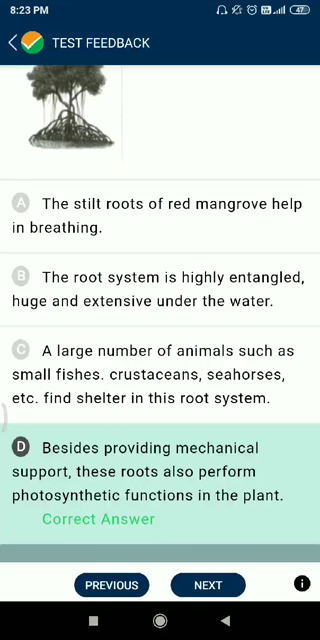 8:23 PM
47
TEST FEEDBACK
A The stilt roots of red mangrove help
in breathing.
B The root system is highly entangled,
huge and extensive under the water.
C A large number of animals such as
small fishes. crustaceans, seahorses,
etc. find shelter in this root system.
D Besides providing mechanical
support, these roots also perform
photosynthetic functions in the plant.
Correct Answer
PREVIOUS NEXT